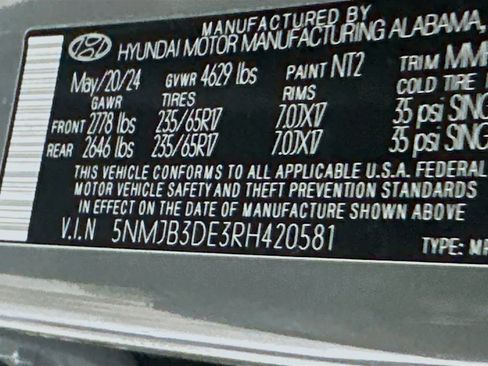 MANUFACTURED BY
HYUNDAI MOTOR MANUFACTURING ALABAMA,
May/20/24 GVWR 4629 lbs PAINT NT2 TRIM MM
GAWR TIRES RIMS COLD TIRE
FRONT 2778 lbs 235/65R17 7.0JX17 35 psi SING
REAR 2646 lbs 235/65R17 7.0JX17 35 psi SING
THIS VEHICLE CONFORMS TO ALL APPLICABLE U.S.A. FEDERAL
MOTOR VEHICLE SAFETY AND THEFT PREVENTION STANDARDS
IN EFFECT ON THE DATE OF MANUFACTURE SHOWN ABOVE
V.I.N 5NMJB3DE3RH420581 TYPE: M